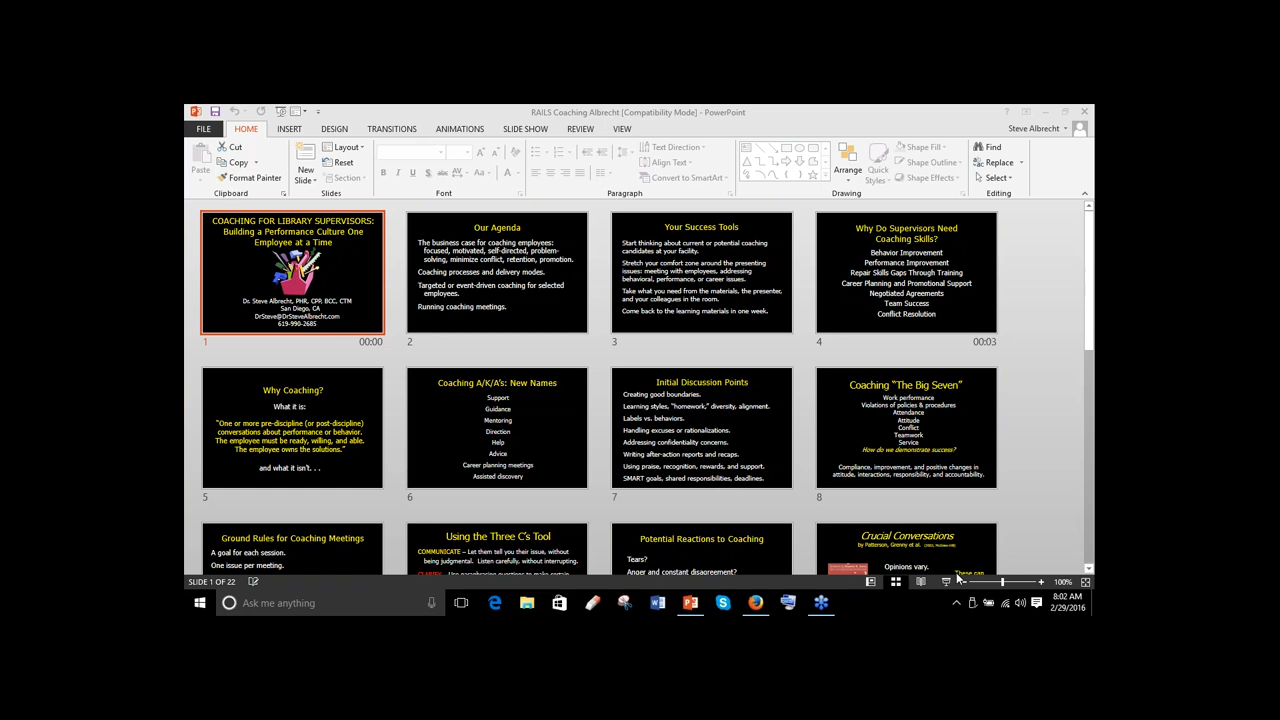 RAILS Coaching Albrecht [Compatibility Mode] - PowerPoint
FILE HOME INSERT DESIGN TRANSITIONS ANIMATIONS SLIDE SHOW REVIEW VIEW Steve Albrecht
Paste
Cut
Copy
Format Painter
Clipboard
New
Slide
Layout
Reset
Section
Slides
Font
Text Direction
Align Text
Convert to SmartArt
Paragraph
Arrange
Quick
Styles
Shape Fill
Shape Outline
Shape Effects
Drawing
Find
Replace
Select
Editing
COACHING FOR LIBRARY SUPERVISORS:
Building a Performance Culture One
Employee at a Time
Dr. Steve Albrecht, PHR, CPP, BCC, CTM
San Diego, CA
DrSteve@DrSteveAlbrecht.com
619-990-2685
1 00:00
Our Agenda
The business case for coaching employees:
focused, motivated, self-directed, problem-
solving, minimize conflict, retention, promotion.
Coaching processes and delivery modes.
Targeted or event-driven coaching for selected
employees.
Running coaching meetings.
2
Your Success Tools
Start thinking about current or potential coaching
candidates at your facility.
Stretch your comfort zone around the presenting
issues: meeting with employees, addressing
behavioral, performance, or career issues.
Take what you need from the materials, the presenter,
and your colleagues in the room.
Come back to the learning materials in one week.
3
Why Do Supervisors Need
Coaching Skills?
Behavior Improvement
Performance Improvement
Repair Skills Gaps Through Training
Career Planning and Promotional Support
Negotiated Agreements
Team Success
Conflict Resolution
4 00:03
Why Coaching?
What it is:
"One or more pre-discipline (or post-discipline)
conversations about performance or behavior.
The employee must be ready, willing, and able.
The employee owns the solutions."
and what it isn't. . .
5
Coaching A/K/A's: New Names
Support
Guidance
Mentoring
Direction
Help
Advice
Career planning meetings
Assisted discovery
6
Initial Discussion Points
Creating good boundaries.
Learning styles, "homework," diversity, alignment.
Labels vs. behaviors.
Handling excuses or rationalizations.
Addressing confidentiality concerns.
Writing after-action reports and recaps.
Using praise, recognition, rewards, and support.
SMART goals, shared responsibilities, deadlines.
7
Coaching "The Big Seven"
Work performance
Violations of policies & procedures
Attendance
Attitude
Conflict
Teamwork
Service
How do we demonstrate success?
Compliance, improvement, and positive changes in
attitude, interactions, responsibility, and accountability.
8
Ground Rules for Coaching Meetings
A goal for each session.
One issue per meeting.
Using the Three C's Tool
COMMUNICATE – Let them tell you their issue, without
being judgmental. Listen carefully, without interrupting.
Potential Reactions to Coaching
Tears?
Anger and constant disagreement?
Crucial Conversations
by Patterson, Grenny et al.
Opinions vary.
These can
SLIDE 1 OF 22
100%
Ask me anything
8:02 AM
2/29/2016